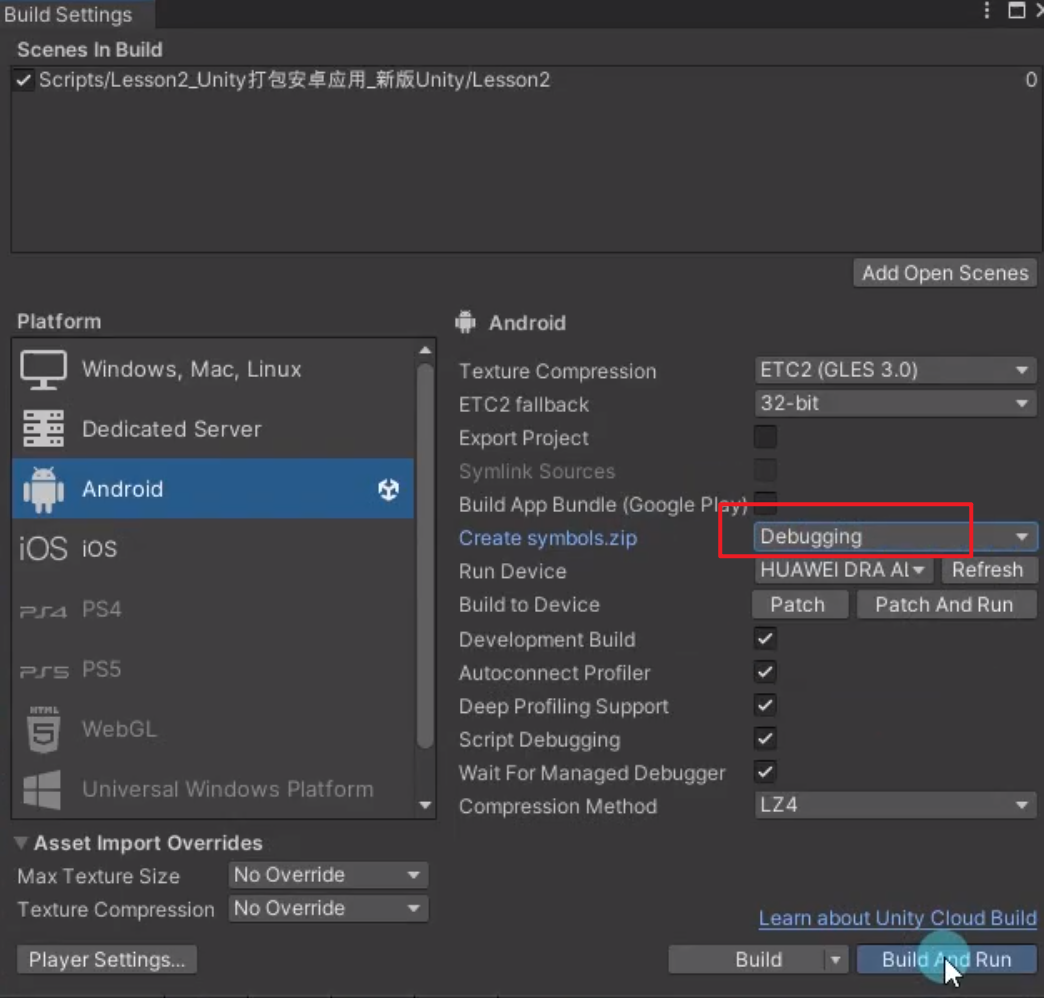 Build Settings
Scenes In Build
Scripts/Lesson2_Unity打包安卓应用_新版Unity/Lesson2 0
Add Open Scenes
Platform
Windows, Mac, Linux
Dedicated Server
Android
iOS iOS
PS4 PS4
PS5 PS5
HTML 5 WebGL
Universal Windows Platform
Android
Texture Compression ETC2 (GLES 3.0)
ETC2 fallback 32-bit
Export Project
Symlink Sources
Build App Bundle (Google Play)
Create symbols.zip Debugging
Run Device HUAWEI DRA AL Refresh
Build to Device Patch Patch And Run
Development Build
Autoconnect Profiler
Deep Profiling Support
Script Debugging
Wait For Managed Debugger
Compression Method LZ4
Asset Import Overrides
Max Texture Size No Override
Texture Compression No Override
Learn about Unity Cloud Build
Player Settings... Build Build And Run